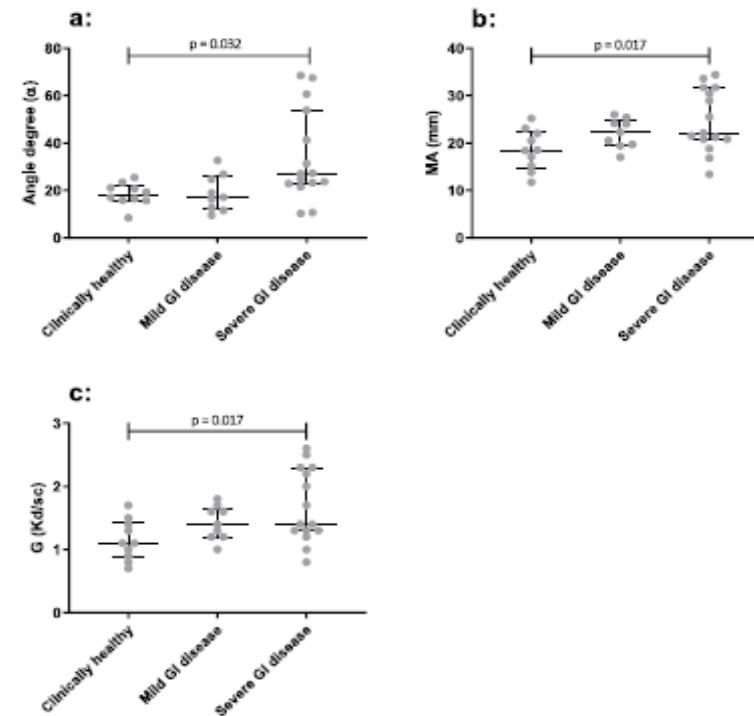 a:
p = 0.032
Angle degree (α)
80
60
40
20
0
Clinically healthy
Mild GI disease
Severe GI disease
b:
p = 0.017
MA (mm)
40
30
20
10
0
Clinically healthy
Mild GI disease
Severe GI disease
c:
p = 0.017
G (Kd/sc)
3
2
1
0
Clinically healthy
Mild GI disease
Severe GI disease